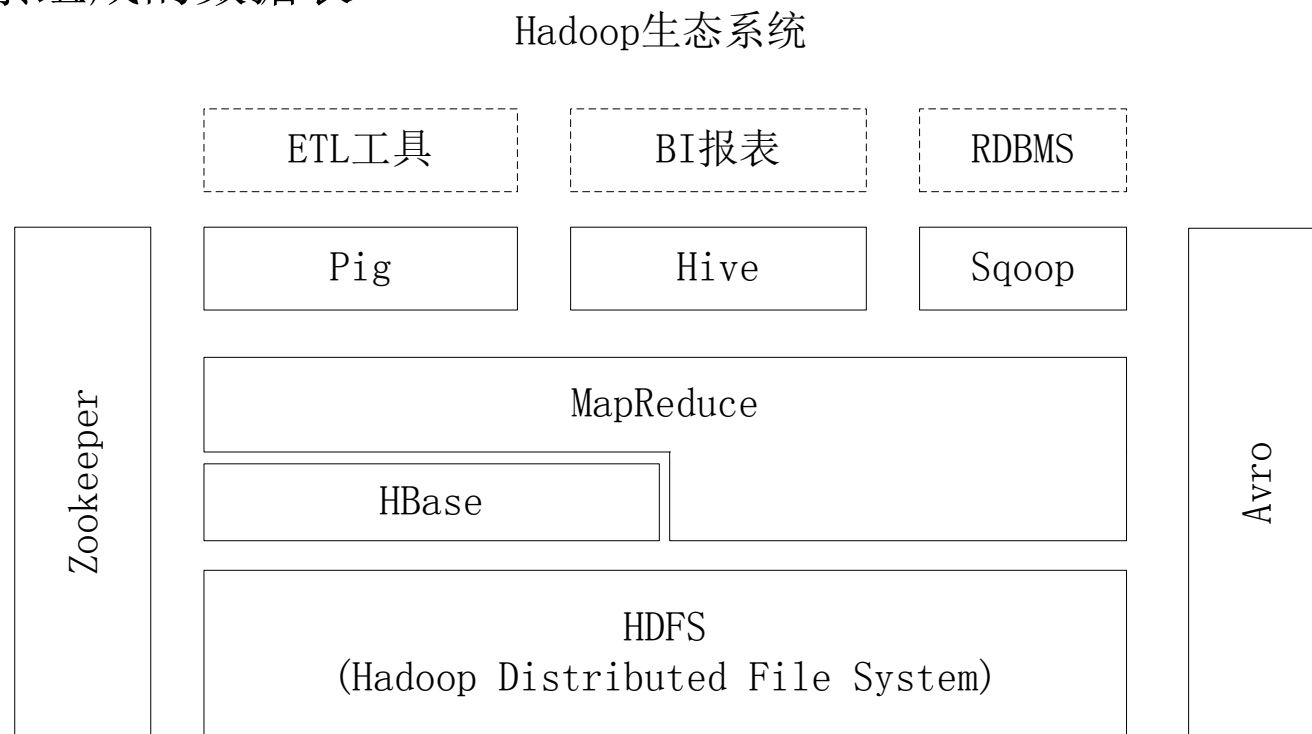 Hadoop生态系统
ETL工具
BI报表
RDBMS
Pig
Hive
Sqoop
Zookeeper
MapReduce
Avro
HBase
HDFS
(Hadoop Distributed File System)